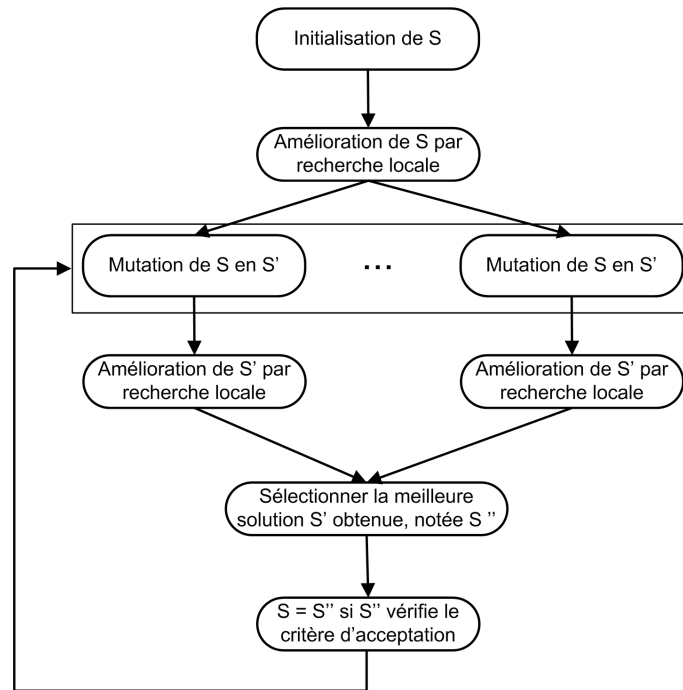 Initialisation de S
Amélioration de S par
recherche locale
Mutation de S en S’
...
Mutation de S en S’
Amélioration de S’ par
recherche locale
Amélioration de S’ par
recherche locale
Sélectionner la meilleure
solution S’ obtenue, notée S ’’
S = S’’ si S’’ vérifie le
critère d’acceptation